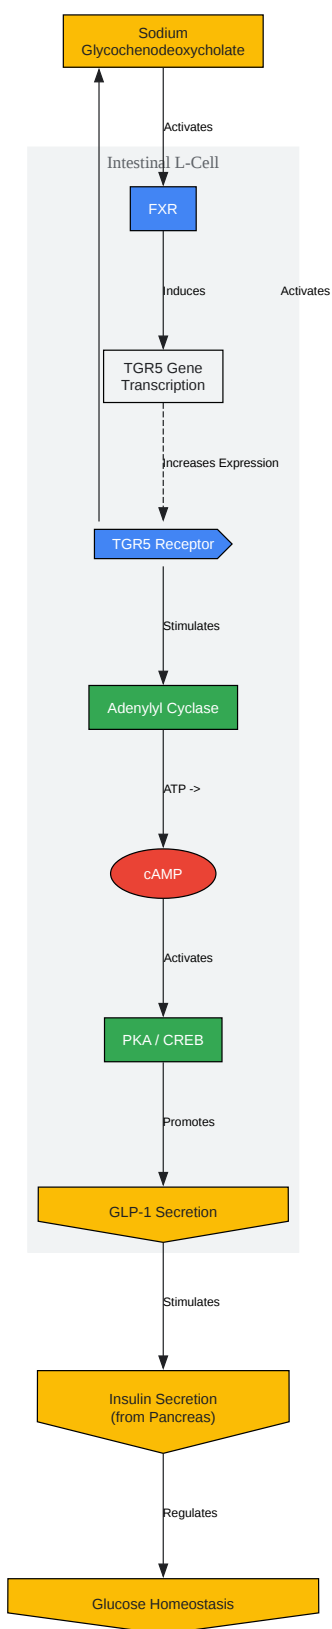 Sodium
Glycochenodeoxycholate
Activates
Intestinal L-Cell
FXR
Induces
Activates
TGR5 Gene
Transcription
Increases Expression
TGR5 Receptor
Stimulates
Adenylyl Cyclase
ATP ->
cAMP
Activates
PKA / CREB
Promotes
GLP-1 Secretion
Stimulates
Insulin Secretion
(from Pancreas)
Regulates
Glucose Homeostasis